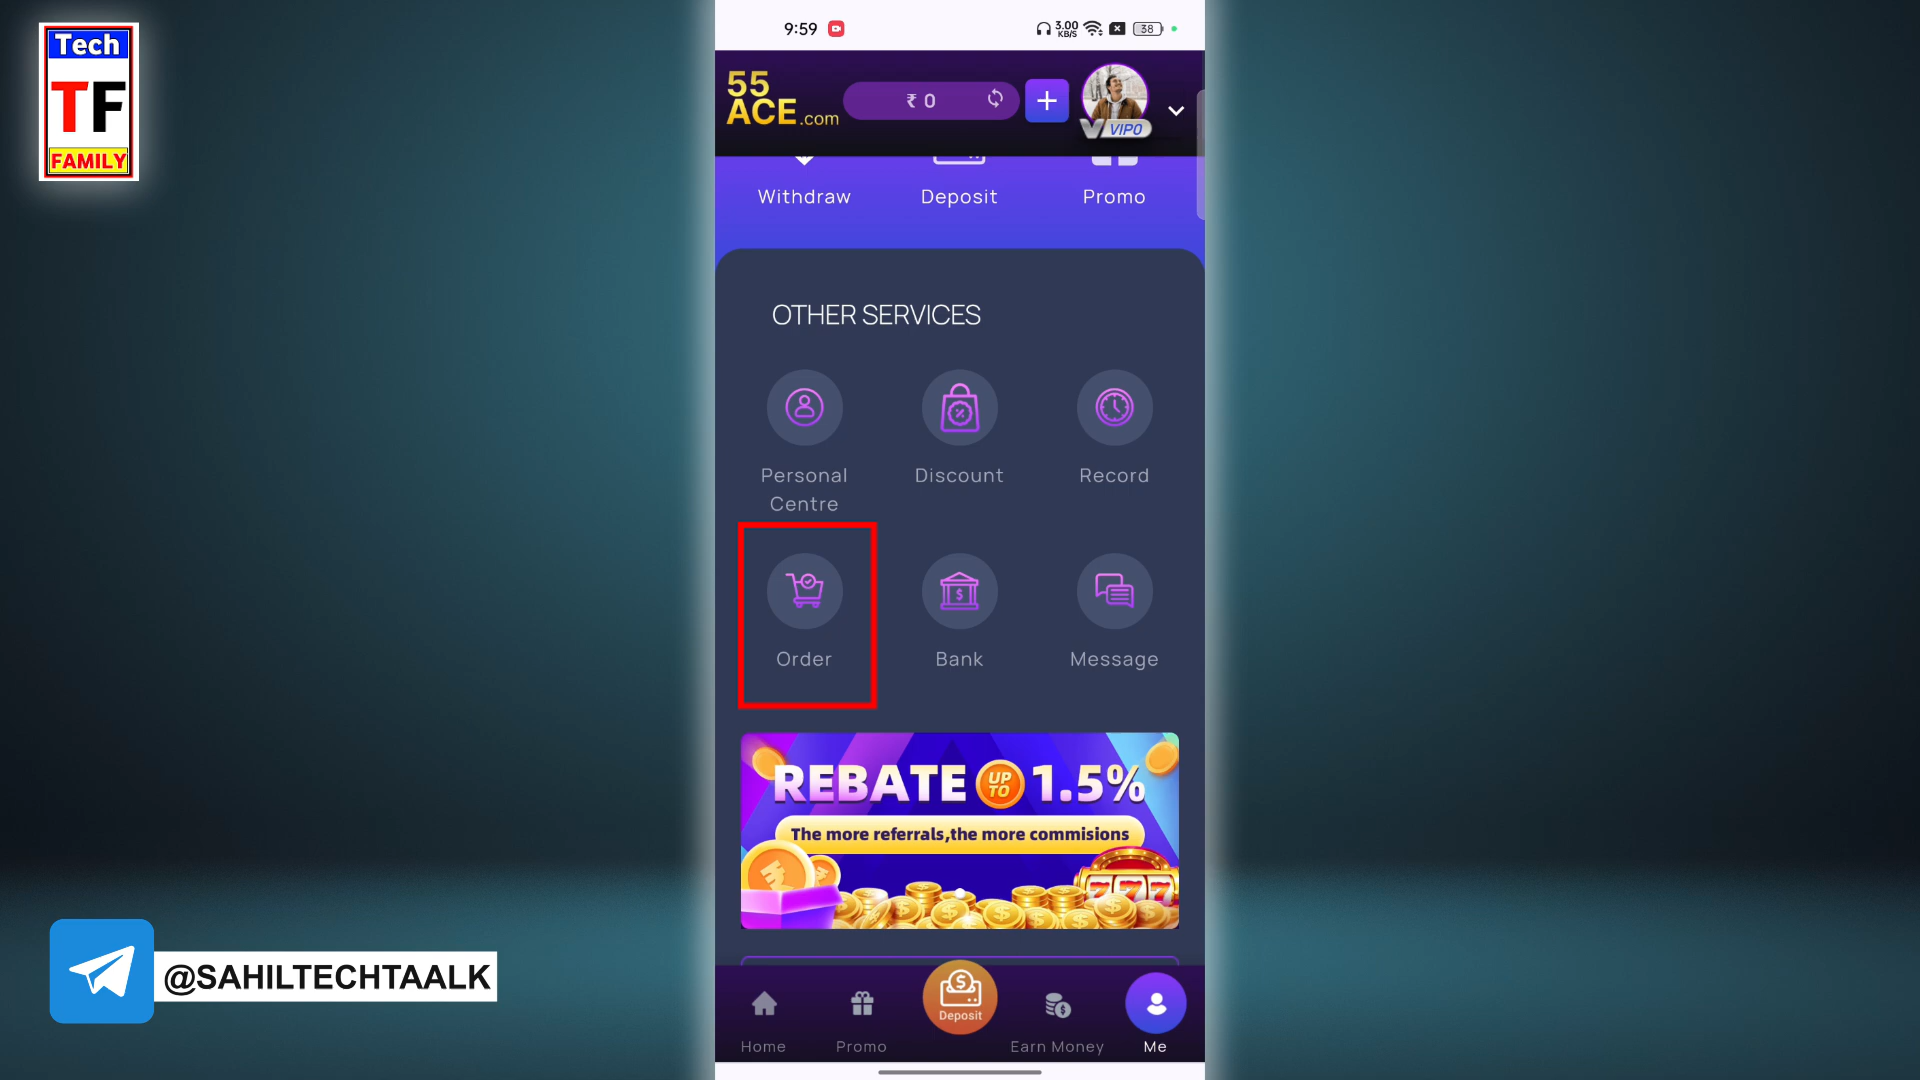 Tech
TF
FAMILY
9:59
3.00
KB/S
38
55
ACE.com
₹ 0
VIP0
Withdraw
Deposit
Promo
OTHER SERVICES
Personal
Centre
Discount
Record
Order
Bank
Message
REBATE UP TO 1.5%
The more referrals,the more commisions
777
@SAHILTECHTAALK
Deposit
Home
Promo
Earn Money
Me